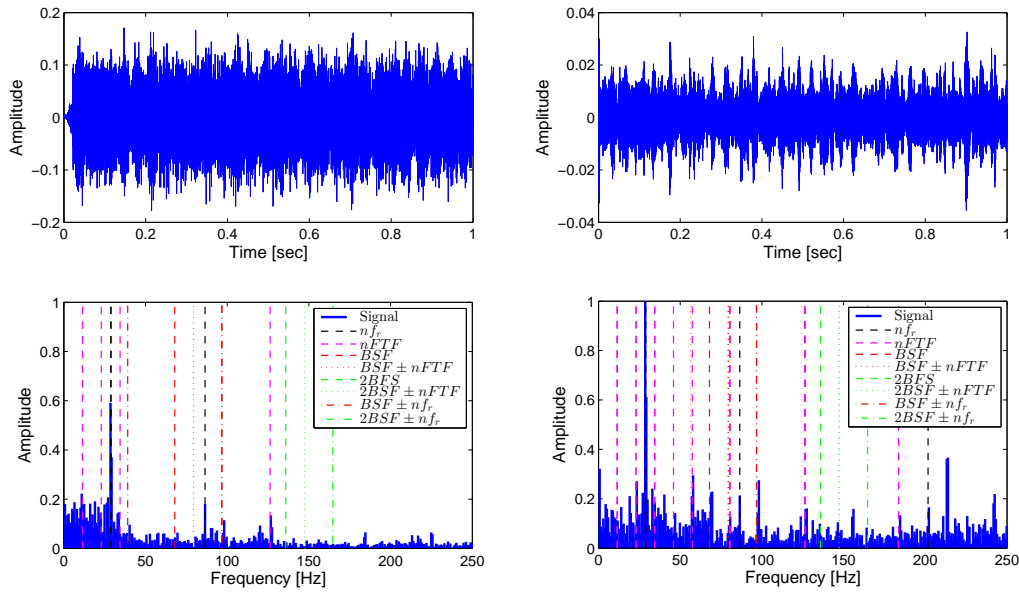 0.2
0.1
0
−0.1
−0.2
Amplitude
0 0.2 0.4 0.6 0.8 1
Time [sec]
0.04
0.02
0
−0.02
−0.04
Amplitude
0 0.2 0.4 0.6 0.8 1
Time [sec]
1
0.8
0.6
0.4
0.2
0
Amplitude
Signal
nf_r
nFTF
BSF
BSF ± nFTF
2BFS
2BSF ± nFTF
BSF ± nf_r
2BSF ± nf_r
0 50 100 150 200 250
Frequency [Hz]
1
0.8
0.6
0.4
0.2
0
Amplitude
Signal
nf_r
nFTF
BSF
BSF ± nFTF
2BFS
2BSF ± nFTF
BSF ± nf_r
2BSF ± nf_r
0 50 100 150 200 250
Frequency [Hz]